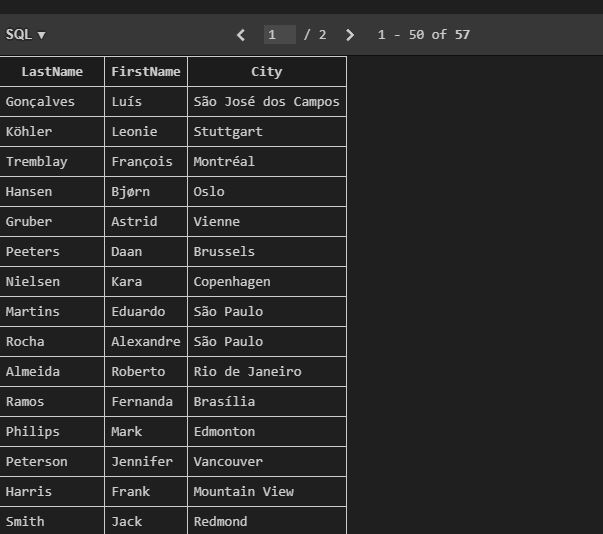 SQL ▼ < 1 / 2 > 1 - 50 of 57
LastName FirstName City
Gonçalves Luís São José dos Campos
Köhler Leonie Stuttgart
Tremblay François Montréal
Hansen Bjørn Oslo
Gruber Astrid Vienne
Peeters Daan Brussels
Nielsen Kara Copenhagen
Martins Eduardo São Paulo
Rocha Alexandre São Paulo
Almeida Roberto Rio de Janeiro
Ramos Fernanda Brasília
Philips Mark Edmonton
Peterson Jennifer Vancouver
Harris Frank Mountain View
Smith Jack Redmond